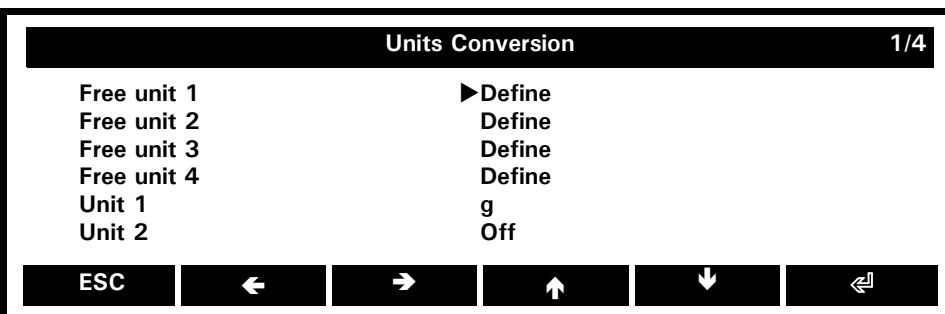 Units Conversion 1/4
Free unit 1 ▶Define
Free unit 2 Define
Free unit 3 Define
Free unit 4 Define
Unit 1 g
Unit 2 Off
ESC